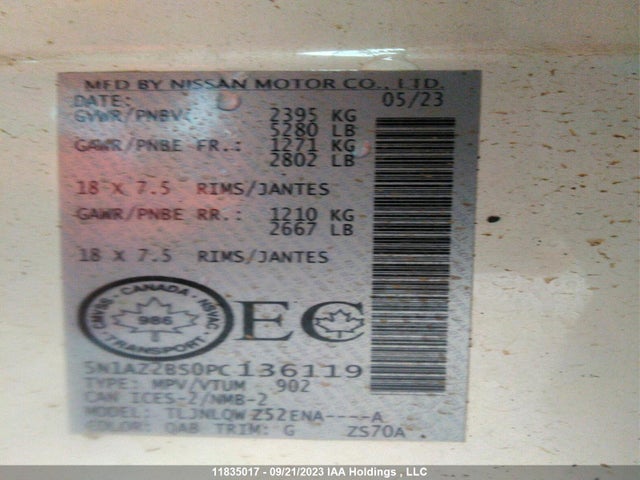 MFD BY NISSAN MOTOR CO., LTD.
DATE: 05/23
GVWR/PNBV: 2395 KG
5280 LB
GAWR/PNBE FR.: 1271 KG
2802 LB
18 X 7.5 RIMS/JANTES
GAWR/PNBE RR.: 1210 KG
2667 LB
18 X 7.5 RIMS/JANTES
CANADA
CMVSS · NSVAC
986
TRANSPORT
EC
5N1AZ2BS0PC136119
TYPE: MPV/VTUM 902
CAN ICES-2/NMB-2
MODEL: TLJNLQW Z52ENA----A
COLOR: QAB TRIM: G ZS70A
11835017 - 09/21/2023 IAA Holdings , LLC